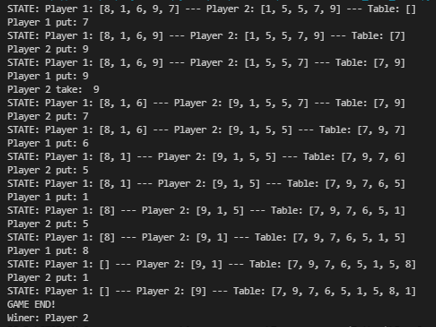 STATE: Player 1: [8, 1, 6, 9, 7] --- Player 2: [1, 5, 5, 7, 9] --- Table: []
Player 1 put: 7
STATE: Player 1: [8, 1, 6, 9] --- Player 2: [1, 5, 5, 7, 9] --- Table: [7]
Player 2 put: 9
STATE: Player 1: [8, 1, 6, 9] --- Player 2: [1, 5, 5, 7] --- Table: [7, 9]
Player 1 put: 9
Player 2 take:  9
STATE: Player 1: [8, 1, 6] --- Player 2: [9, 1, 5, 5, 7] --- Table: [7, 9]
Player 2 put: 7
STATE: Player 1: [8, 1, 6] --- Player 2: [9, 1, 5, 5] --- Table: [7, 9, 7]
Player 1 put: 6
STATE: Player 1: [8, 1] --- Player 2: [9, 1, 5, 5] --- Table: [7, 9, 7, 6]
Player 2 put: 5
STATE: Player 1: [8, 1] --- Player 2: [9, 1, 5] --- Table: [7, 9, 7, 6, 5]
Player 1 put: 1
STATE: Player 1: [8] --- Player 2: [9, 1, 5] --- Table: [7, 9, 7, 6, 5, 1]
Player 2 put: 5
STATE: Player 1: [8] --- Player 2: [9, 1] --- Table: [7, 9, 7, 6, 5, 1, 5]
Player 1 put: 8
STATE: Player 1: [] --- Player 2: [9, 1] --- Table: [7, 9, 7, 6, 5, 1, 5, 8]
Player 2 put: 1
STATE: Player 1: [] --- Player 2: [9] --- Table: [7, 9, 7, 6, 5, 1, 5, 8, 1]
GAME END!
Winer: Player 2